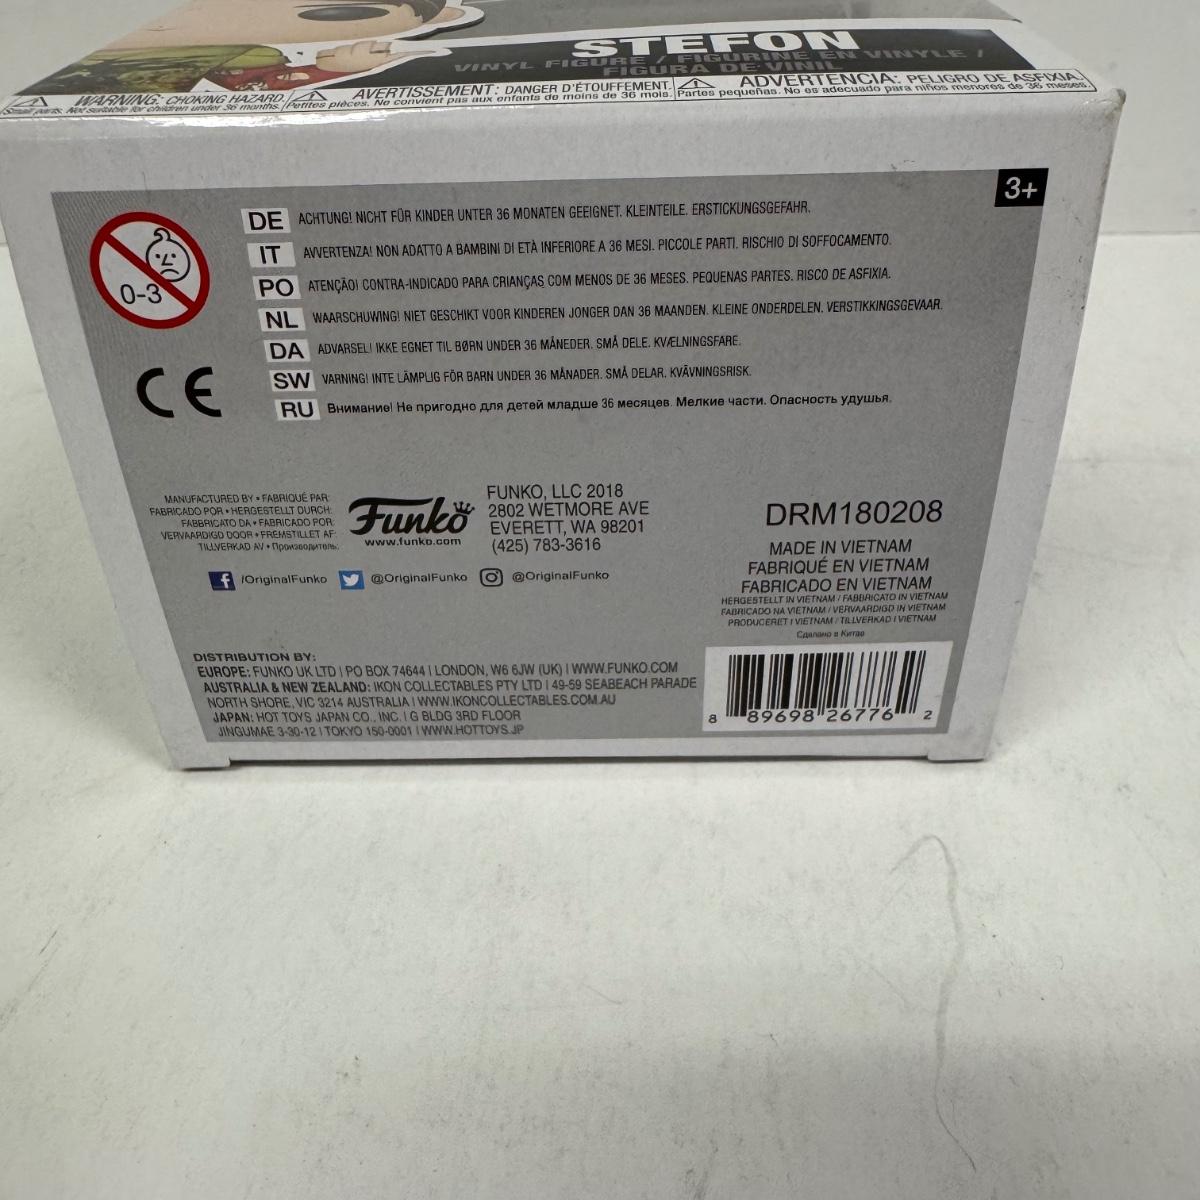 STEFON
VINYL FIGURE / FIGURINE EN VINYLE /
FIGURA DE VINIL
WARNING: CHOKING HAZARD.
Small parts. Not suitable for children under 36 months.
AVERTISSEMENT: DANGER D'ÉTOUFFEMENT.
Petites pièces. Ne convient pas aux enfants de moins de 36 mois.
ADVERTENCIA: PELIGRO DE ASFIXIA.
Partes pequeñas. No es adecuado para niños menores de 36 meses.
3+
0-3
DE ACHTUNG! NICHT FÜR KINDER UNTER 36 MONATEN GEEIGNET. KLEINTEILE. ERSTICKUNGSGEFAHR.
IT AVVERTENZA! NON ADATTO A BAMBINI DI ETÀ INFERIORE A 36 MESI. PICCOLE PARTI. RISCHIO DI SOFFOCAMENTO.
PO ATENÇÃO! CONTRA-INDICADO PARA CRIANÇAS COM MENOS DE 36 MESES. PEQUENAS PARTES. RISCO DE ASFIXIA.
NL WAARSCHUWING! NIET GESCHIKT VOOR KINDEREN JONGER DAN 36 MAANDEN. KLEINE ONDERDELEN. VERSTIKKINGSGEVAAR.
DA ADVARSEL! IKKE EGNET TIL BØRN UNDER 36 MÅNEDER. SMÅ DELE. KVÆLNINGSFARE.
SW VARNING! INTE LÄMPLIG FÖR BARN UNDER 36 MÅNADER. SMÅ DELAR. KVÄVNINGSRISK.
RU Внимание! Не пригодно для детей младше 36 месяцев. Мелкие части. Опасность удушья.
CE
MANUFACTURED BY • FABRIQUÉ PAR:
FABRICADO POR • HERGESTELLT DURCH:
FABBRICATO DA • FABRICADO POR:
VERVAARDIGD DOOR • FREMSTILLET AF:
TILLVERKAD AV • Производитель:
Funko
www.funko.com
FUNKO, LLC 2018
2802 WETMORE AVE
EVERETT, WA 98201
(425) 783-3616
/OriginalFunko @OriginalFunko @OriginalFunko
DRM180208
MADE IN VIETNAM
FABRIQUÉ EN VIETNAM
FABRICADO EN VIETNAM
HERGESTELLT IN VIETNAM / FABBRICATO IN VIETNAM
FABRICADO NA VIETNAM / VERVAARDIGD IN VIETNAM
PRODUCERET I VIETNAM / TILLVERKAD I VIETNAM
Сделано в Китае
DISTRIBUTION BY:
EUROPE: FUNKO UK LTD | PO BOX 74644 | LONDON, W6 6JW (UK) | WWW.FUNKO.COM
AUSTRALIA & NEW ZEALAND: IKON COLLECTABLES PTY LTD | 49-59 SEABEACH PARADE
NORTH SHORE, VIC 3214 AUSTRALIA | WWW.IKONCOLLECTABLES.COM.AU
JAPAN: HOT TOYS JAPAN CO., INC. | G BLDG 3RD FLOOR
JINGUMAE 3-30-12 | TOKYO 150-0001 | WWW.HOTTOYS.JP
8 89698 26776 2